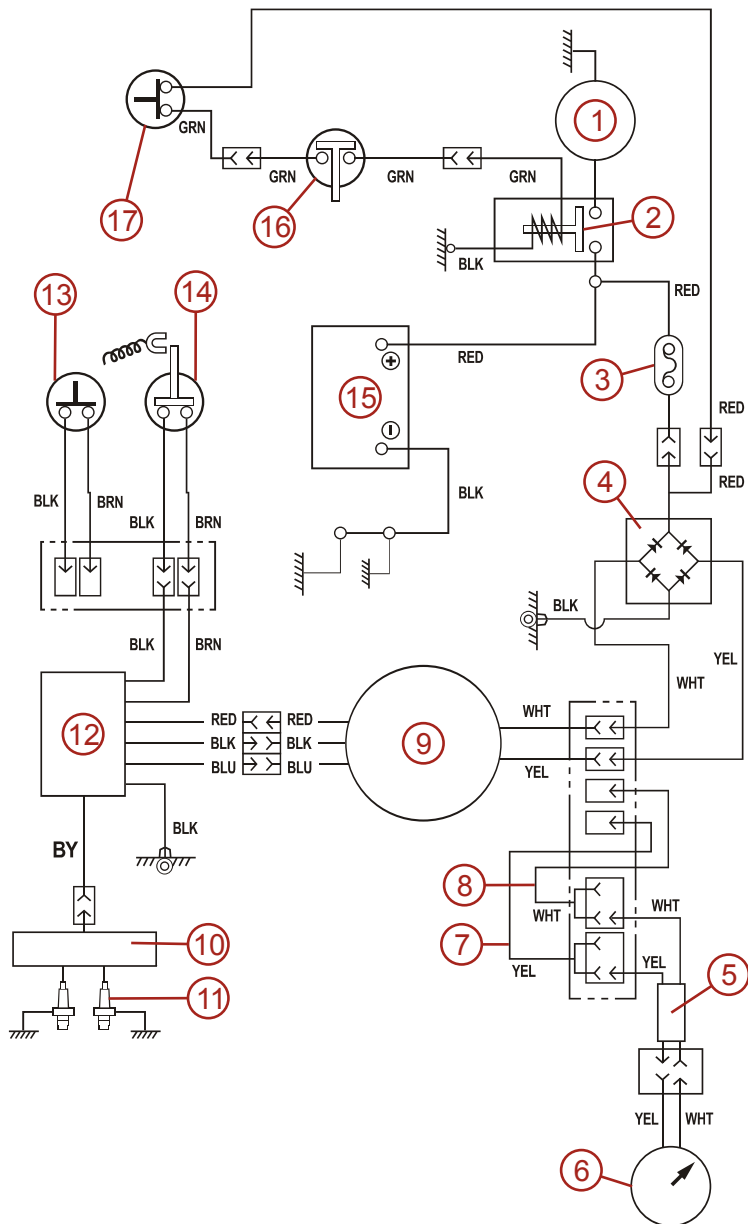 1
17
GRN
GRN
GRN
GRN
16
2
BLK
RED
13
14
RED
3
15
RED
RED
4
BLK
BLK
BRN
BLK
BRN
BLK
BLK
BRN
YEL
WHT
12
RED
RED
9
WHT
BLK
BLK
BLU
BLU
YEL
BLK
BY
8
WHT
WHT
10
7
YEL
YEL
5
11
YEL
WHT
6